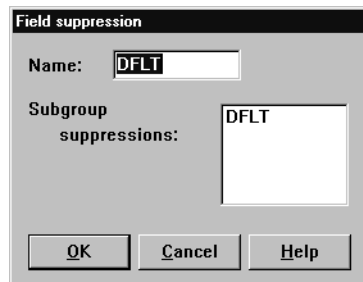 Field suppression
Name: DFLT
Subgroup
suppressions:
DFLT
OK Cancel Help